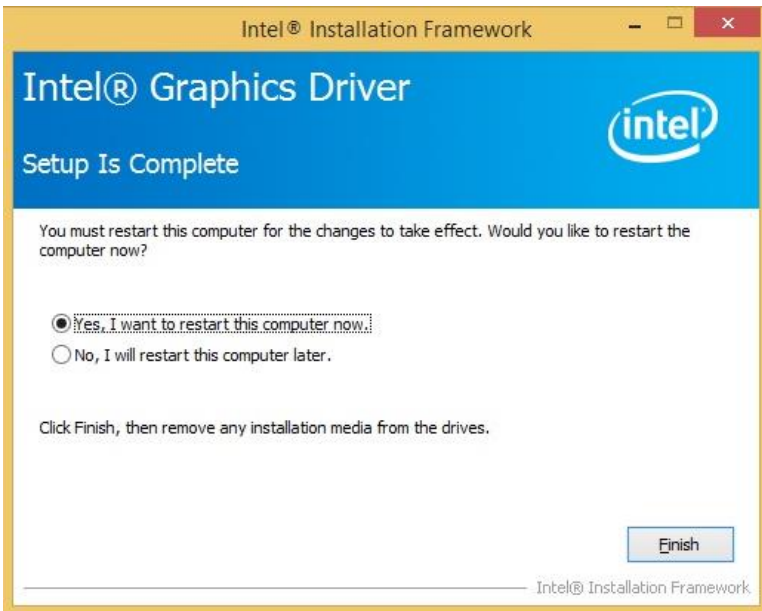 Intel® Installation Framework
Intel® Graphics Driver
intel
Setup Is Complete
You must restart this computer for the changes to take effect. Would you like to restart the
computer now?
Yes, I want to restart this computer now.
No, I will restart this computer later.
Click Finish, then remove any installation media from the drives.
Finish
Intel® Installation Framework